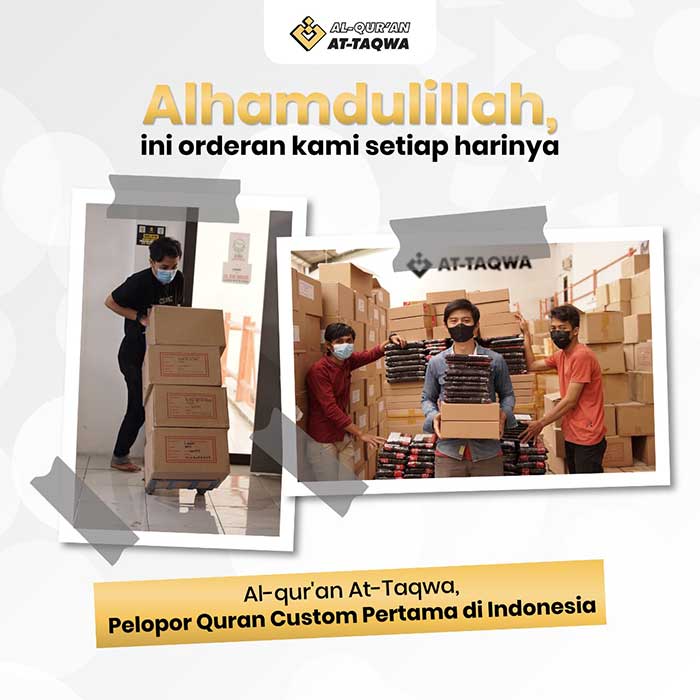 AL-QUR'AN
AT-TAQWA
Alhamdulillah,
ini orderan kami setiap harinya
AT-TAQWA
Al-qur'an At-Taqwa,
Pelopor Quran Custom Pertama di Indonesia